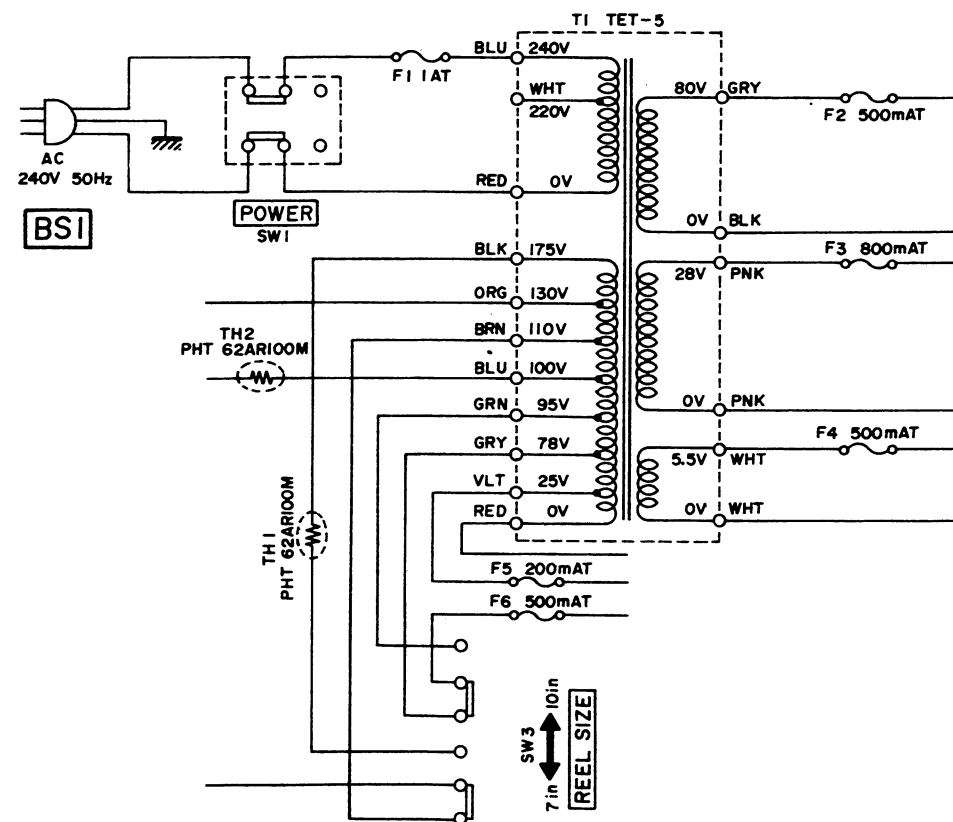 T1 TET-5
BLU 240V
F1 1AT
WHT
220V
80V GRY
F2 500mAT
AC
240V 50Hz
RED 0V
BS1
POWER
SW1
0V BLK
BLK 175V
F3 800mAT
28V PNK
ORG 130V
TH2
PHT 62AR100M
BRN 110V
BLU 100V
GRN 95V
0V PNK
GRY 78V
F4 500mAT
5.5V WHT
VLT 25V
RED 0V
0V WHT
TH1
PHT 62AR100M
F5 200mAT
F6 500mAT
SW3
7in 10in
REEL SIZE